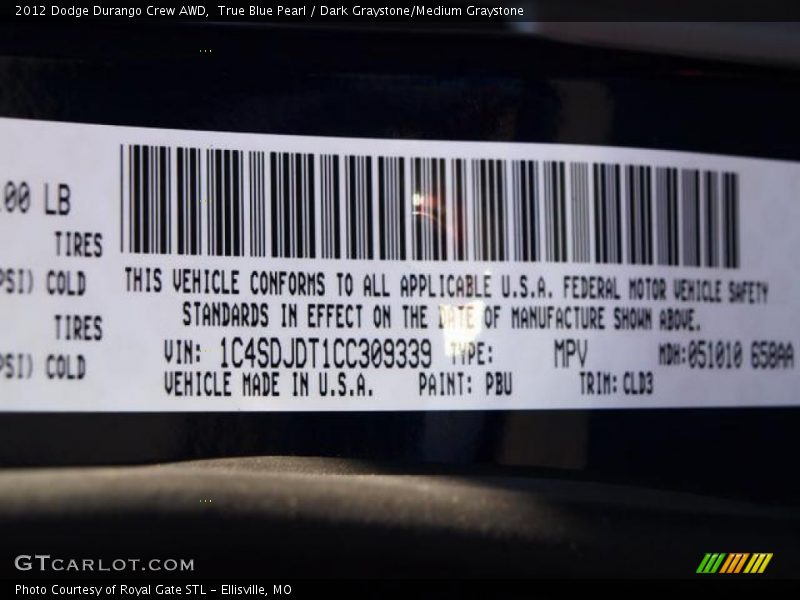 2012 Dodge Durango Crew AWD,  True Blue Pearl / Dark Graystone/Medium Graystone
00 LB
TIRES
PSI) COLD
TIRES
PSI) COLD
THIS VEHICLE CONFORMS TO ALL APPLICABLE U.S.A. FEDERAL MOTOR VEHICLE SAFETY
STANDARDS IN EFFECT ON THE DATE OF MANUFACTURE SHOWN ABOVE.
VIN: 1C4SDJDT1CC309339 TYPE: MPV MDH:051010 650AA
VEHICLE MADE IN U.S.A. PAINT: PBU TRIM: CLD3
GTCARLOT.COM
Photo Courtesy of Royal Gate STL - Ellisville, MO